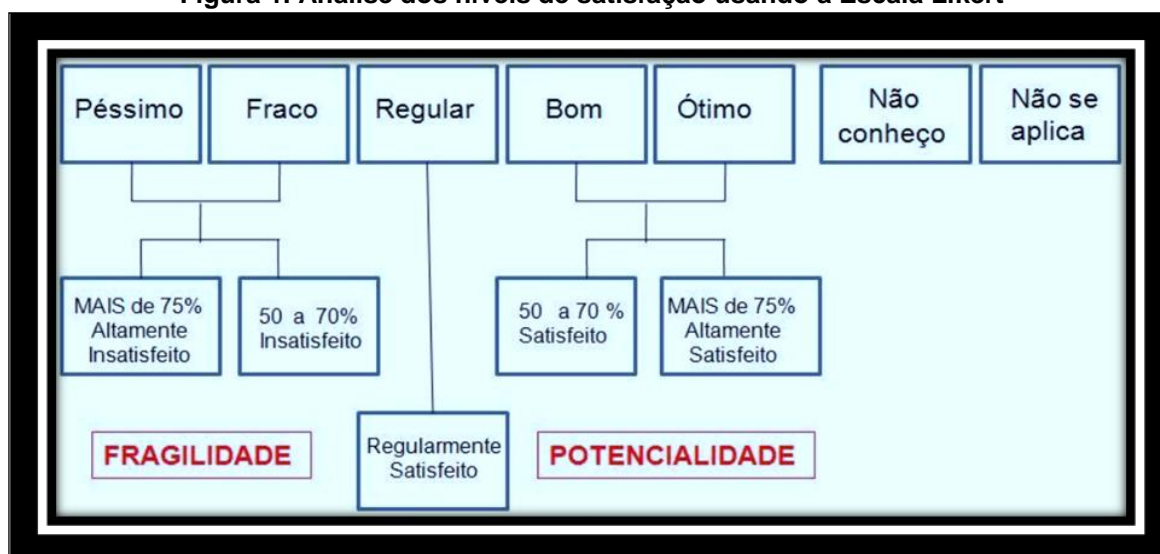 Péssimo
Fraco
Regular
Bom
Ótimo
Não
conheço
Não se
aplica
MAIS de 75%
Altamente
Insatisfeito
50 a 70%
Insatisfeito
50 a 70 %
Satisfeito
MAIS de 75%
Altamente
Satisfeito
FRAGILIDADE
Regularmente
Satisfeito
POTENCIALIDADE